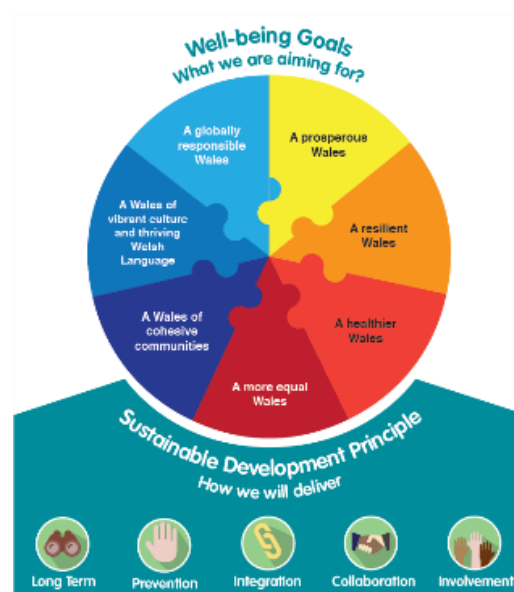 Well-being Goals
What we are aiming for?
A globally
responsible
Wales
A prosperous
Wales
A Wales of
vibrant culture
and thriving
Welsh
Language
A resilient
Wales
A Wales of
cohesive
communities
A healthier
Wales
A more equal
Wales
Sustainable Development Principle
How we will deliver
Long Term
Prevention
Integration
Collaboration
Involvement